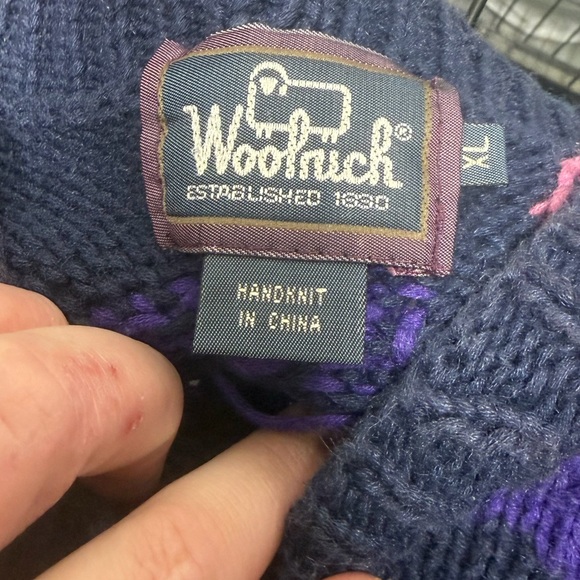 Woolrich®
ESTABLISHED 1830
XL
HANDKNIT
IN CHINA